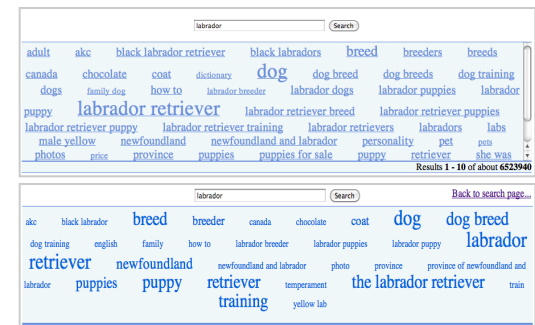 labrador Search
adult akc black labrador retriever black labradors breed breeders breeds
canada chocolate coat dictionary dog dog breed dog breeds dog training
dogs family dog how to labrador breeder labrador dogs labrador puppies labrador
puppy labrador retriever labrador retriever breed labrador retriever puppies
labrador retriever puppy labrador retriever training labrador retrievers labradors labs
male yellow newfoundland newfoundland and labrador personality pet pets
photos price province puppies puppies for sale puppy retriever she was
Results 1 - 10 of about 6523940
labrador Search Back to search page...
akc black labrador breed breeder canada chocolate coat dog dog breed
dog training english family how to labrador breeder labrador puppies labrador puppy labrador
retriever newfoundland newfoundland and labrador photo province province of newfoundland and
labrador puppies puppy retriever temperament the labrador retriever train
training yellow lab